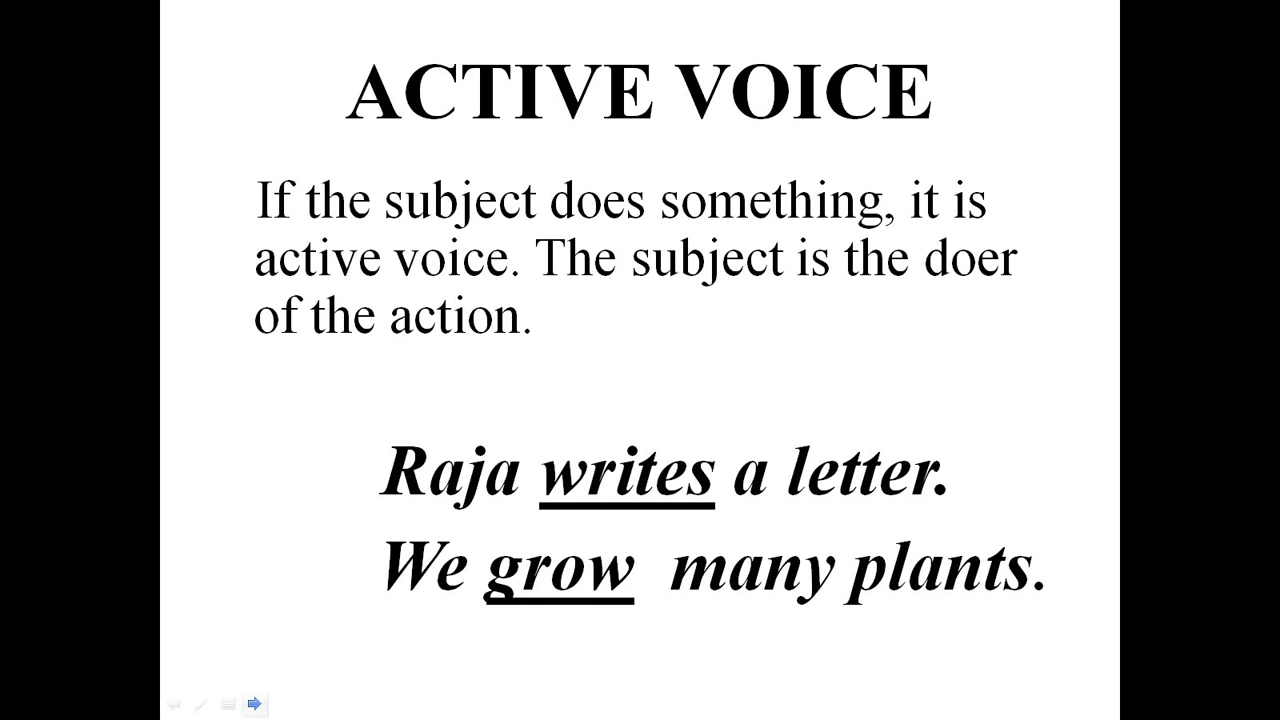 ACTIVE VOICE
If the subject does something, it is
active voice. The subject is the doer
of the action.
Raja writes a letter.
We grow  many plants.